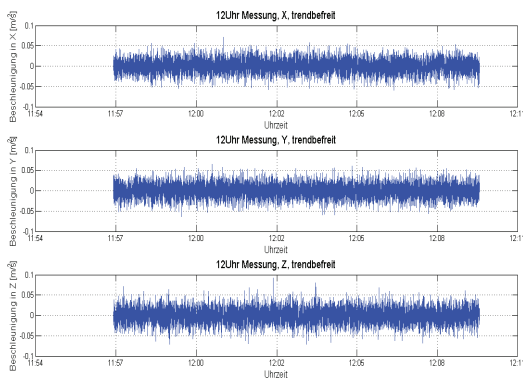 12Uhr Messung, X, trendbefreit
Beschleunigung in X [m/s²]
0.1
0.05
0
-0.05
-0.1
11:54 11:57 12:00 12:02 12:05 12:08 12:11
Uhrzeit
12Uhr Messung, Y, trendbefreit
Beschleunigung in Y [m/s²]
0.1
0.05
0
-0.05
-0.1
11:54 11:57 12:00 12:02 12:05 12:08 12:11
Uhrzeit
12Uhr Messung, Z, trendbefreit
Beschleunigung in Z [m/s²]
0.1
0.05
0
-0.05
-0.1
11:54 11:57 12:00 12:02 12:05 12:08 12:11
Uhrzeit